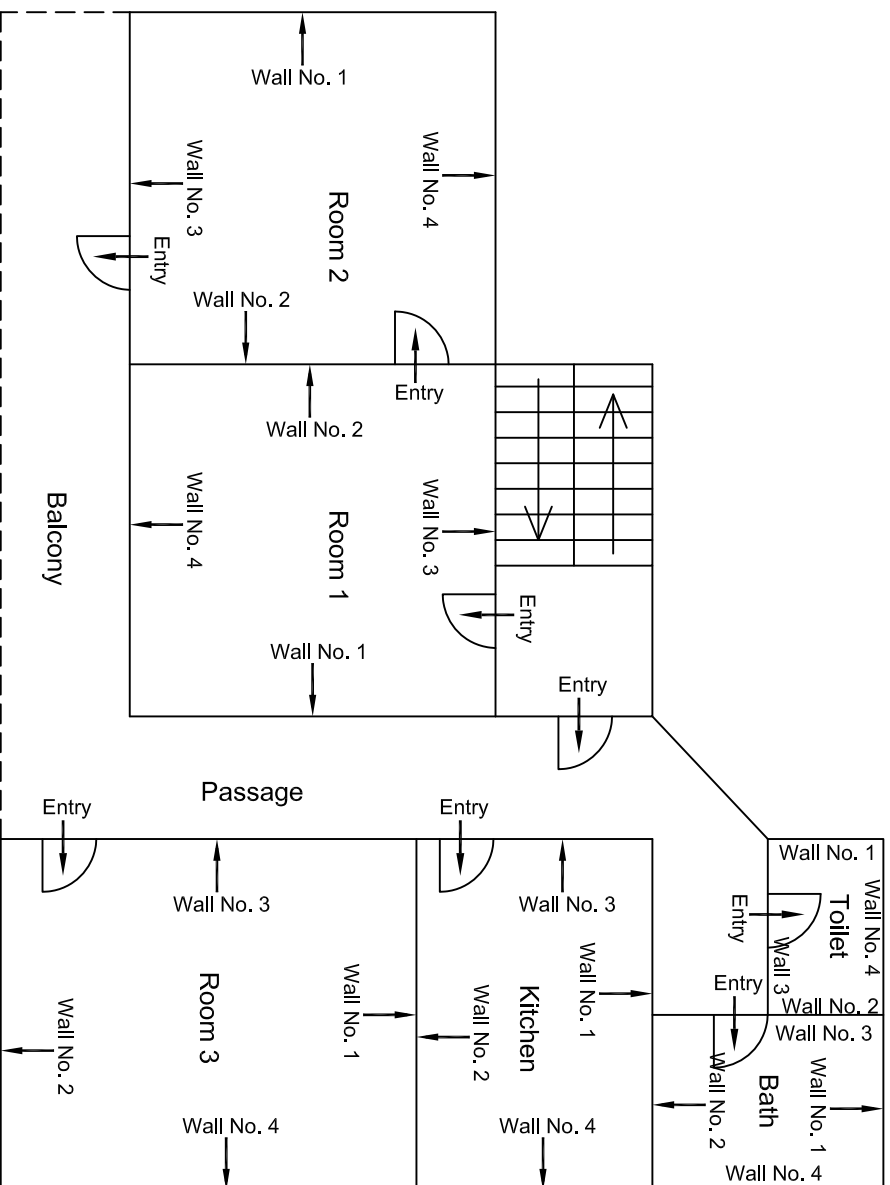 Wall No. 1
Wall No. 4
Wall No. 3
Room 2
Entry
Wall No. 2
Entry
Wall No. 2
Wall No. 4
Wall No. 3
Room 1
Balcony
Entry
Wall No. 1
Entry
Passage
Entry
Entry
Wall No. 1
Wall No. 4
Toilet
Entry
Wall 3
Wall No. 2
Wall No. 3
Wall No. 3
Wall No. 3
Entry
Wall No. 1
Wall No. 1
Room 3
Kitchen
Wall No. 2
Wall No. 2
Bath
Wall No. 2
Wall No. 1
Wall No. 4
Wall No. 4
Wall No. 4